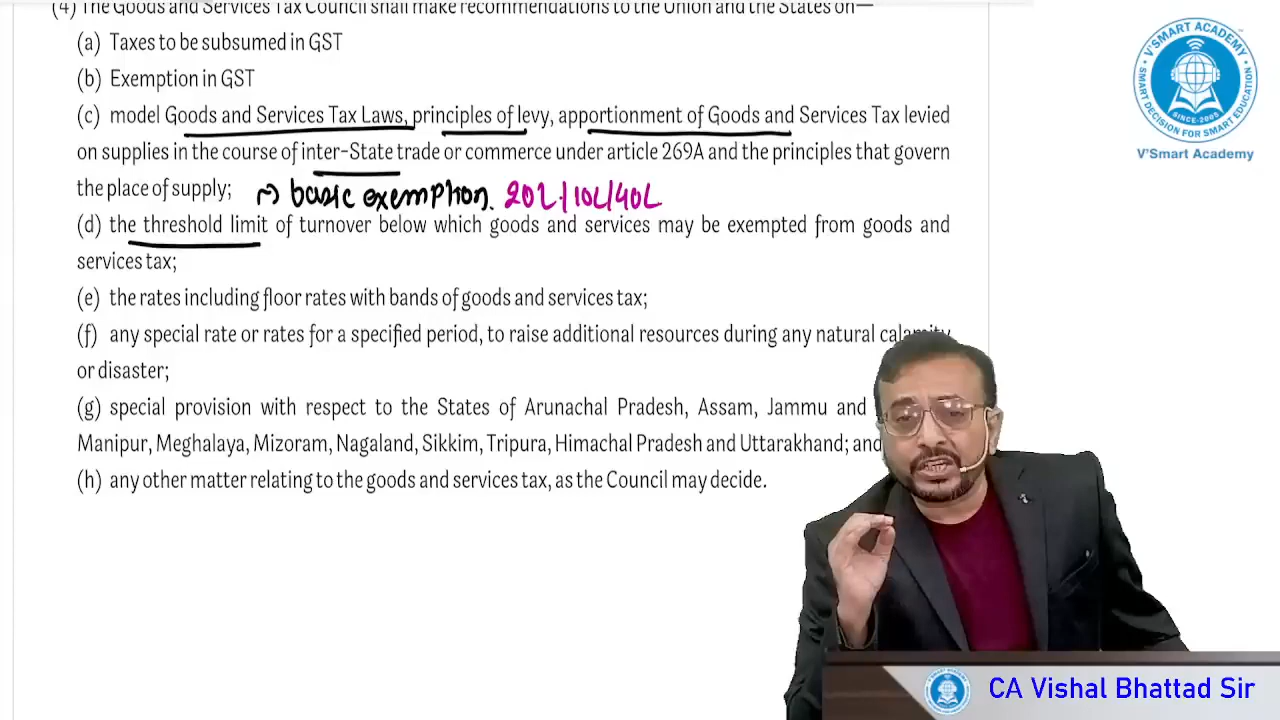 (4) The Goods and Services Tax Council shall make recommendations to the Union and the States on—
(a) Taxes to be subsumed in GST
(b) Exemption in GST
(c) model Goods and Services Tax Laws, principles of levy, apportionment of Goods and Services Tax levied
on supplies in the course of inter-State trade or commerce under article 269A and the principles that govern
the place of supply;
basic exemption. 20L/10L/40L
(d) the threshold limit of turnover below which goods and services may be exempted from goods and
services tax;
(e) the rates including floor rates with bands of goods and services tax;
(f) any special rate or rates for a specified period, to raise additional resources during any natural calamity
or disaster;
(g) special provision with respect to the States of Arunachal Pradesh, Assam, Jammu and
Manipur, Meghalaya, Mizoram, Nagaland, Sikkim, Tripura, Himachal Pradesh and Uttarakhand; and
(h) any other matter relating to the goods and services tax, as the Council may decide.
V'SMART ACADEMY
SMART DECISION FOR SMART EDUCATION
SINCE-2005
V'Smart Academy
CA Vishal Bhattad Sir